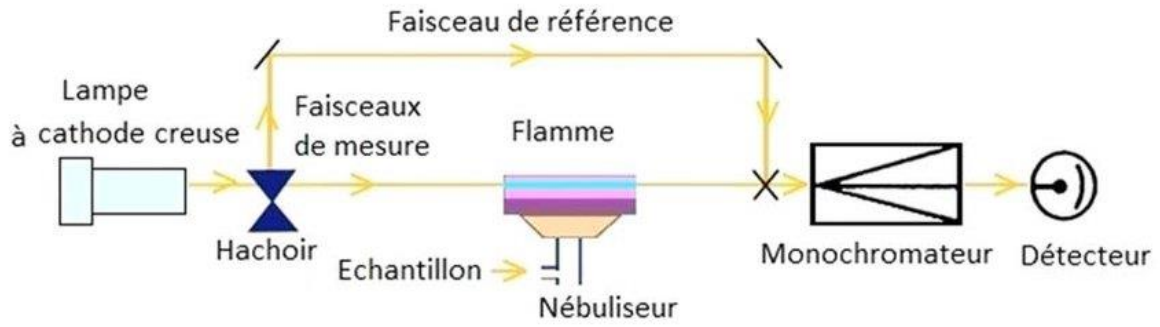 Faisceau de référence
Lampe
à cathode creuse
Faisceaux
de mesure
Flamme
Hachoir
Echantillon
Nébuliseur
Monochromateur
Détecteur